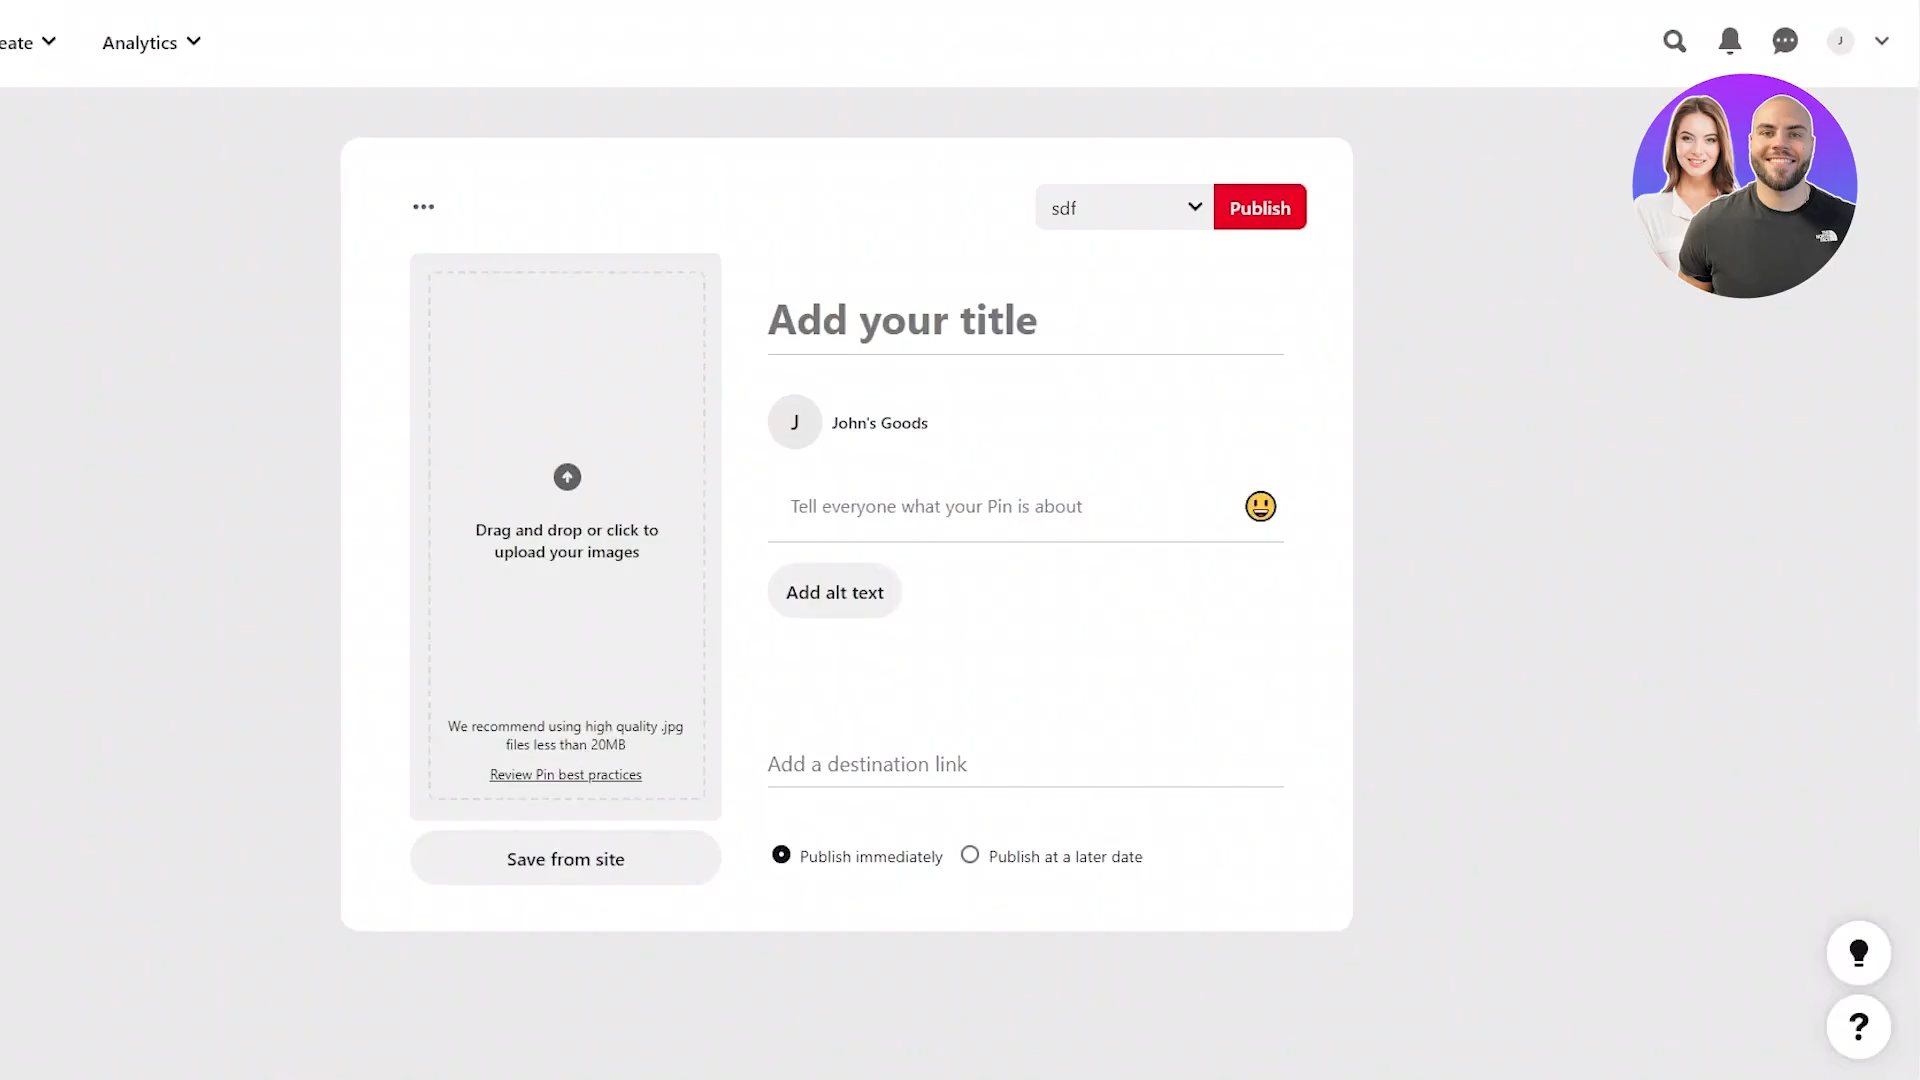 eate
Analytics
J
sdf
Publish
Add your title
J
John's Goods
Tell everyone what your Pin is about
Drag and drop or click to
upload your images
Add alt text
We recommend using high quality .jpg
files less than 20MB
Review Pin best practices
Add a destination link
Save from site
Publish immediately
Publish at a later date
?